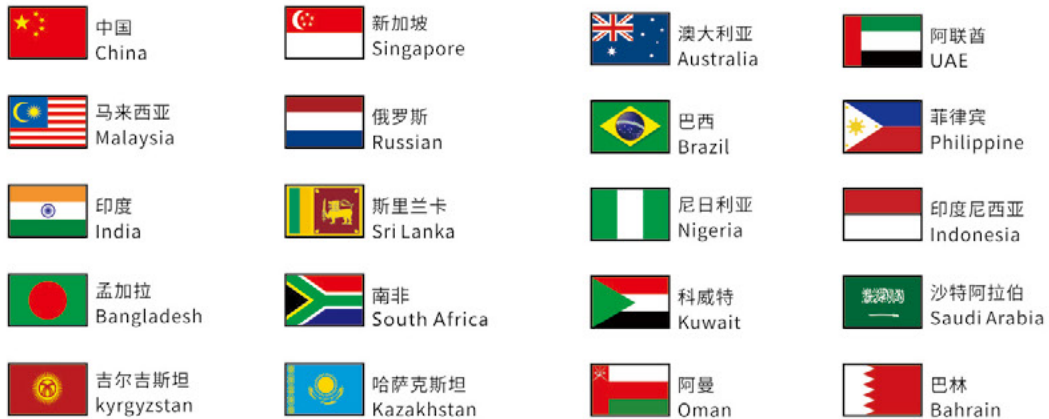 中国
China
新加坡
Singapore
澳大利亚
Australia
阿联酋
UAE
马来西亚
Malaysia
俄罗斯
Russian
巴西
Brazil
菲律宾
Philippine
印度
India
斯里兰卡
Sri Lanka
尼日利亚
Nigeria
印度尼西亚
Indonesia
孟加拉
Bangladesh
南非
South Africa
科威特
Kuwait
沙特阿拉伯
Saudi Arabia
吉尔吉斯坦
kyrgyzstan
哈萨克斯坦
Kazakhstan
阿曼
Oman
巴林
Bahrain